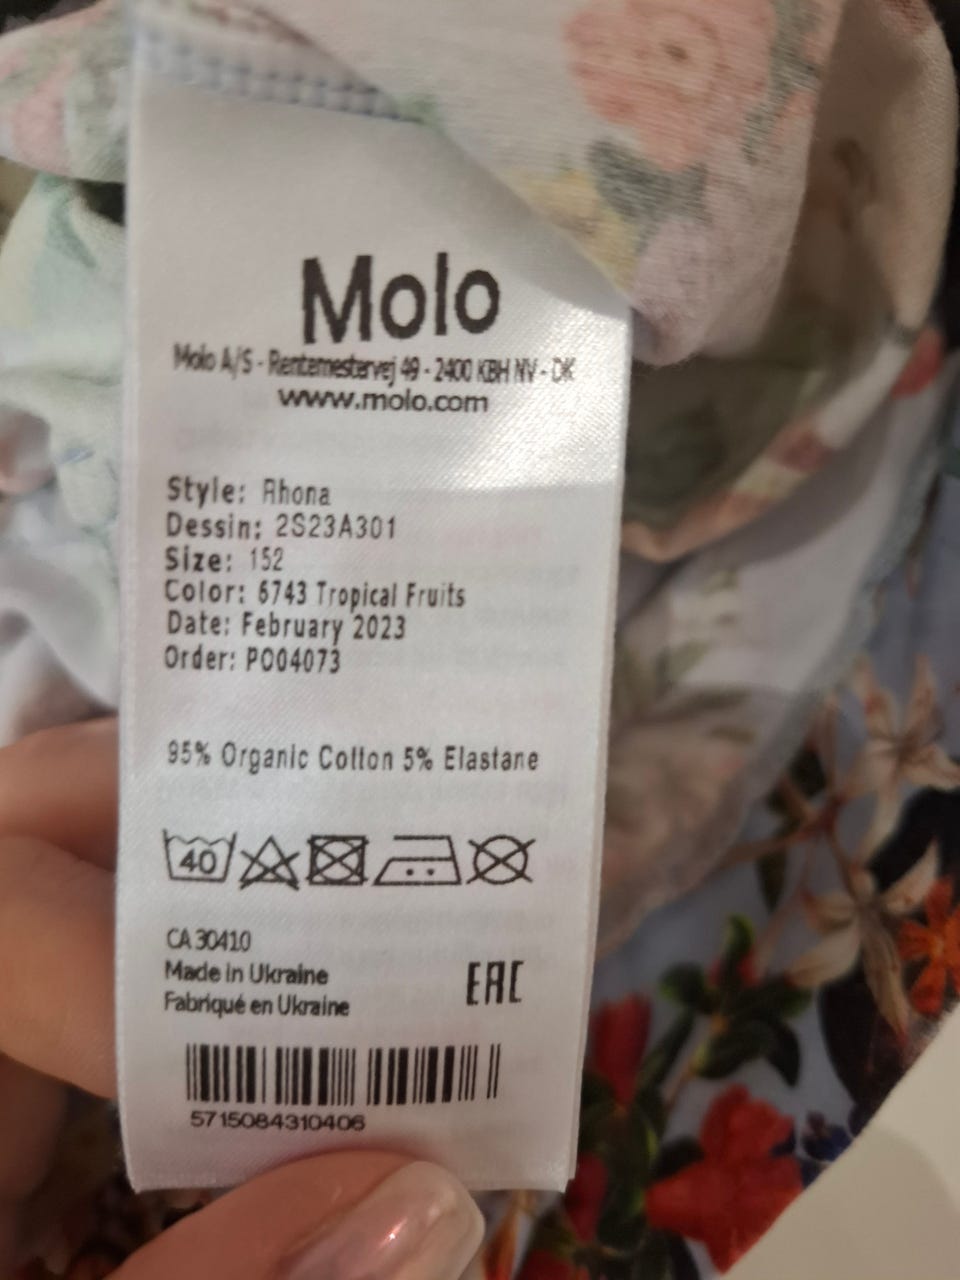 Molo
Molo A/S - Rentemestervej 49 - 2400 KBH NV - DK
www.molo.com
Style: Rhona
Dessin: 2S23A301
Size: 152
Color: 6743 Tropical Fruits
Date: February 2023
Order: PO04073
95% Organic Cotton 5% Elastane
40
CA 30410
Made in Ukraine
Fabriqué en Ukraine
EAC
5715084310406